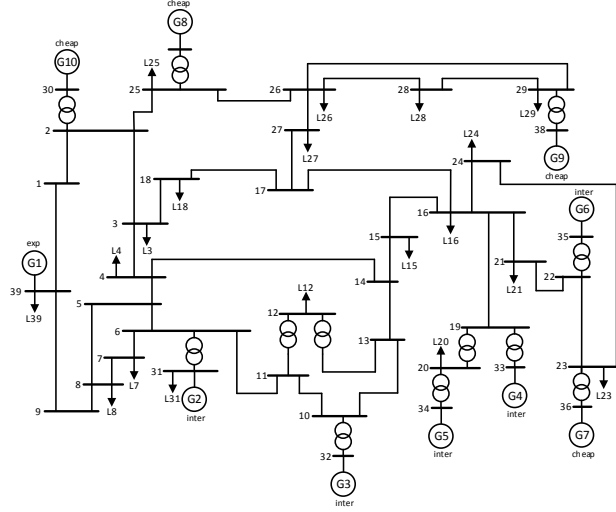 cheap
G8
cheap
G10
L25
L12
30
25
26
28
29
2
L26
L28
L29
27
38
L27
L24
G9
24
cheap
1
18
17
inter
L18
16
G6
exp
3
15
L16
35
G1
L4
L3
L15
21
22
4
14
L21
39
12
L39
5
19
6
13
L20
7
31
11
20
33
23
8
L7
L31
G2
34
G4
36
L23
L8
inter
10
inter
9
G5
G7
32
inter
cheap
G3
inter